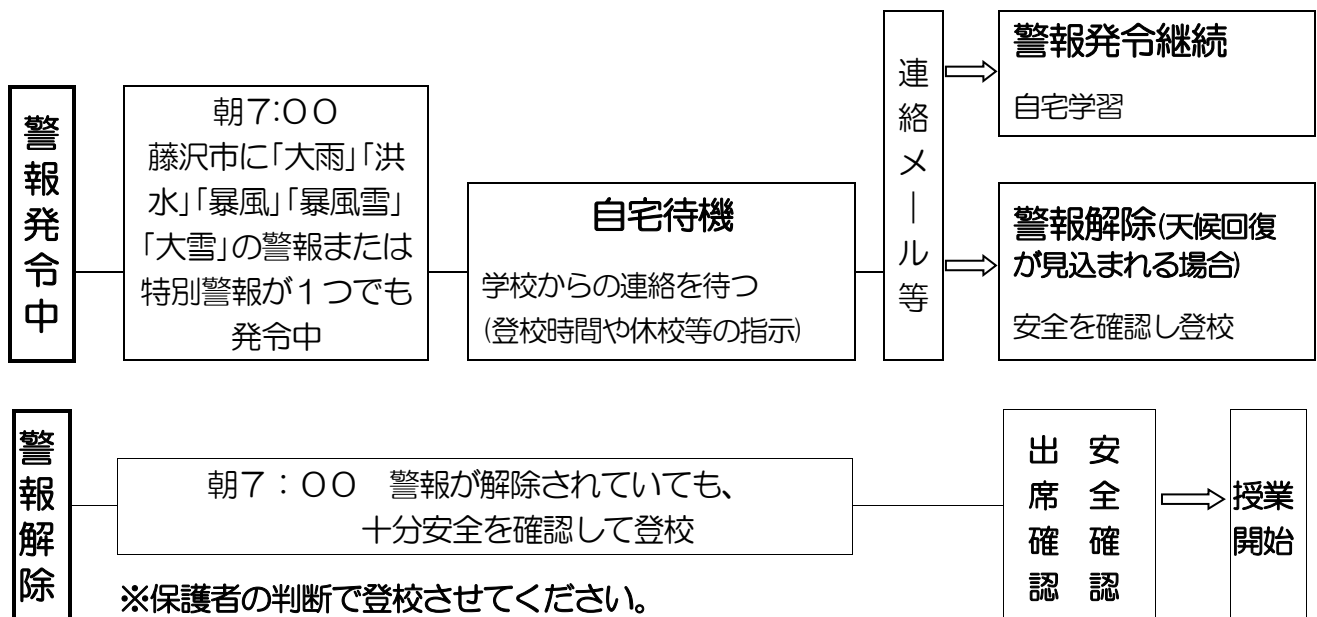 警報発令中
朝7:00
藤沢市に「大雨」「洪
水」「暴風」「暴風雪」
「大雪」の警報または
特別警報が１つでも
発令中
自宅待機
学校からの連絡を待つ
(登校時間や休校等の指示)
連絡メール等
警報発令継続
自宅学習
警報解除(天候回復
が見込まれる場合)
安全を確認し登校
警報解除
朝７：００　警報が解除されていても、
十分安全を確認して登校
※保護者の判断で登校させてください。
安全確認
出席確認
授業
開始